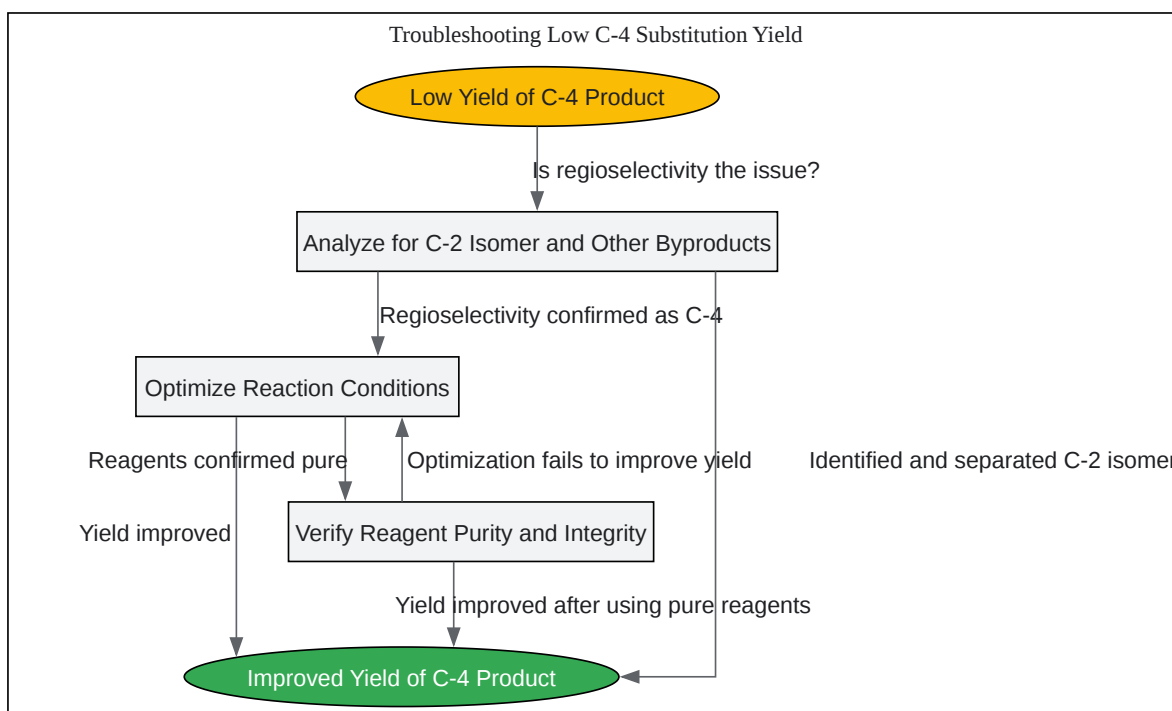 Troubleshooting Low C-4 Substitution Yield
Low Yield of C-4 Product
Is regioselectivity the issue?
Analyze for C-2 Isomer and Other Byproducts
Regioselectivity confirmed as C-4
Optimize Reaction Conditions
Reagents confirmed pure
Optimization fails to improve yield
Identified and separated C-2 isomer
Yield improved
Verify Reagent Purity and Integrity
Yield improved after using pure reagents
Improved Yield of C-4 Product